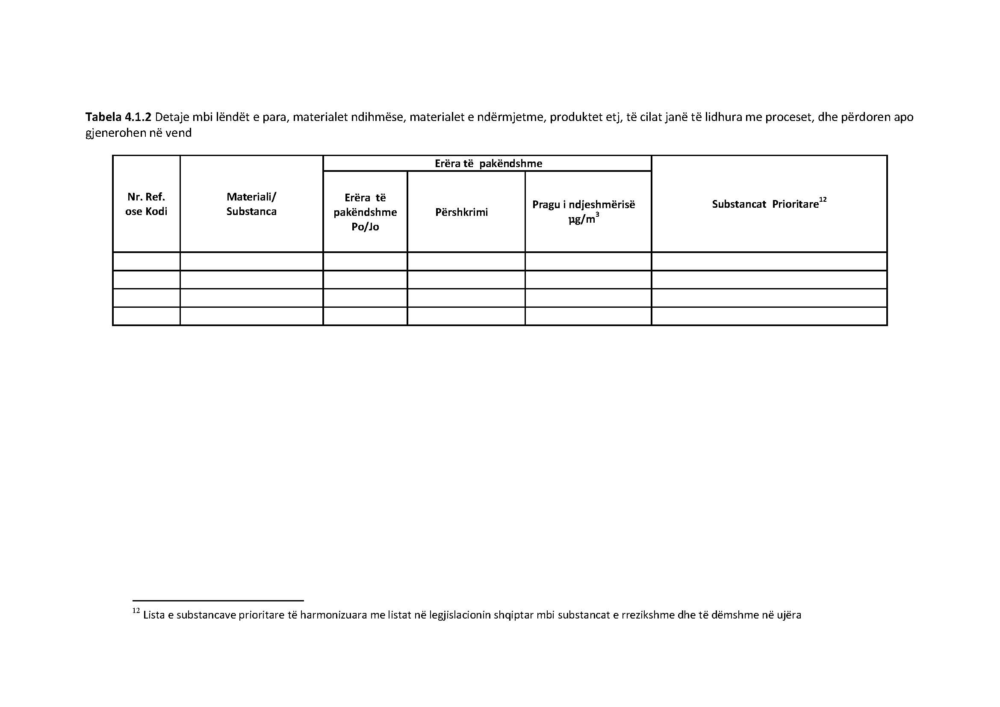 Tabela 4.1.2 Detaje mbi lëndët e para, materialet ndihmëse, materialet e ndërmjetme, produktet etj, të cilat janë të lidhura me proceset, dhe përdoren apo
gjenerohen në vend
Erëra të pakëndshme
Nr. Ref.
ose Kodi
Materiali/
Substanca
Erëra të
pakëndshme
Po/Jo
Përshkrimi
Pragu i ndjeshmërisë
µg/m³
Substancat Prioritare¹²
¹² Lista e substancave prioritare të harmonizuara me listat në legjislacionin shqiptar mbi substancat e rrezikshme dhe të dëmshme në ujëra